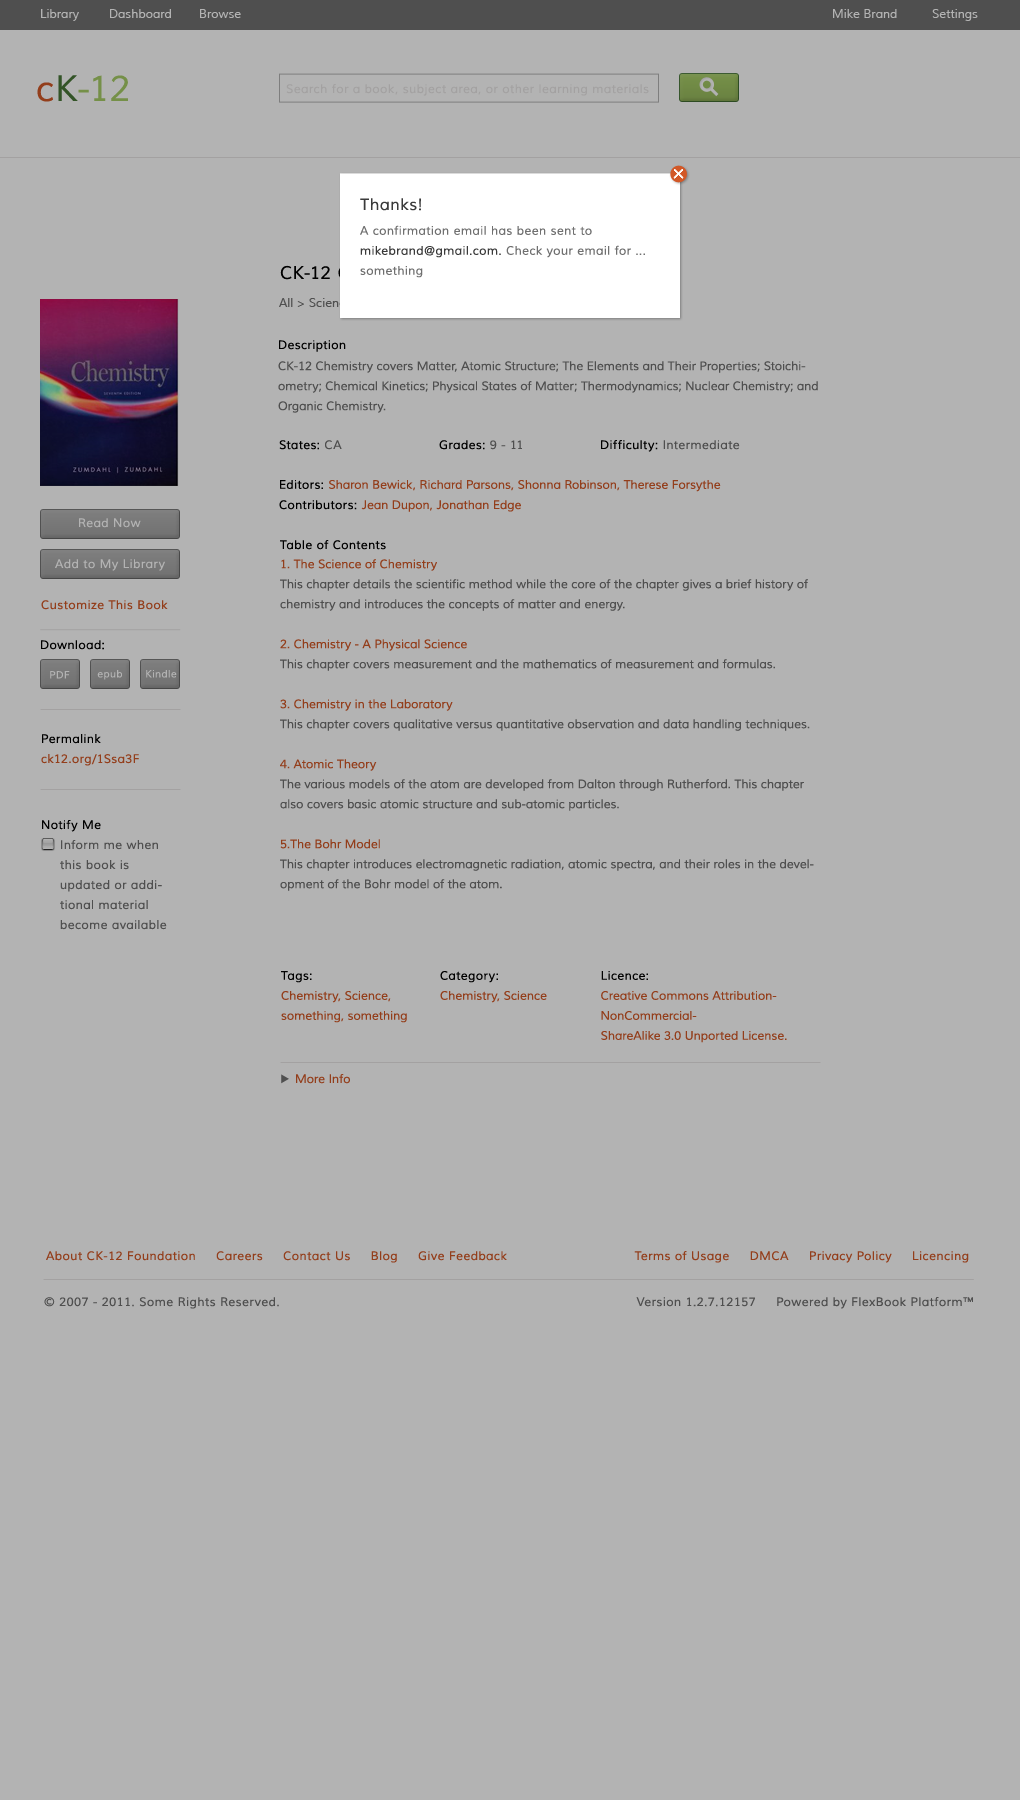 Library Dashboard Browse Mike Brand Settings
cK-12
Search for a book, subject area, or other learning materials
Thanks!
A confirmation email has been sent to
mikebrand@gmail.com. Check your email for ...
something
CK-12
All > Scien
Chemistry
SEVENTH EDITION
ZUMDAHL | ZUMDAHL
Read Now
Add to My Library
Customize This Book
Download:
PDF epub Kindle
Permalink
ck12.org/1Ssa3F
Notify Me
Inform me when
this book is
updated or addi-
tional material
become available
Description
CK-12 Chemistry covers Matter, Atomic Structure; The Elements and Their Properties; Stoichi-
ometry; Chemical Kinetics; Physical States of Matter; Thermodynamics; Nuclear Chemistry; and
Organic Chemistry.
States: CA Grades: 9 - 11 Difficulty: Intermediate
Editors: Sharon Bewick, Richard Parsons, Shonna Robinson, Therese Forsythe
Contributors: Jean Dupon, Jonathan Edge
Table of Contents
1. The Science of Chemistry
This chapter details the scientific method while the core of the chapter gives a brief history of
chemistry and introduces the concepts of matter and energy.
2. Chemistry - A Physical Science
This chapter covers measurement and the mathematics of measurement and formulas.
3. Chemistry in the Laboratory
This chapter covers qualitative versus quantitative observation and data handling techniques.
4. Atomic Theory
The various models of the atom are developed from Dalton through Rutherford. This chapter
also covers basic atomic structure and sub-atomic particles.
5.The Bohr Model
This chapter introduces electromagnetic radiation, atomic spectra, and their roles in the devel-
opment of the Bohr model of the atom.
Tags:
Chemistry, Science,
something, something
Category:
Chemistry, Science
Licence:
Creative Commons Attribution-
NonCommercial-
ShareAlike 3.0 Unported License.
More Info
About CK-12 Foundation Careers Contact Us Blog Give Feedback Terms of Usage DMCA Privacy Policy Licencing
© 2007 - 2011. Some Rights Reserved. Version 1.2.7.12157 Powered by FlexBook Platform™